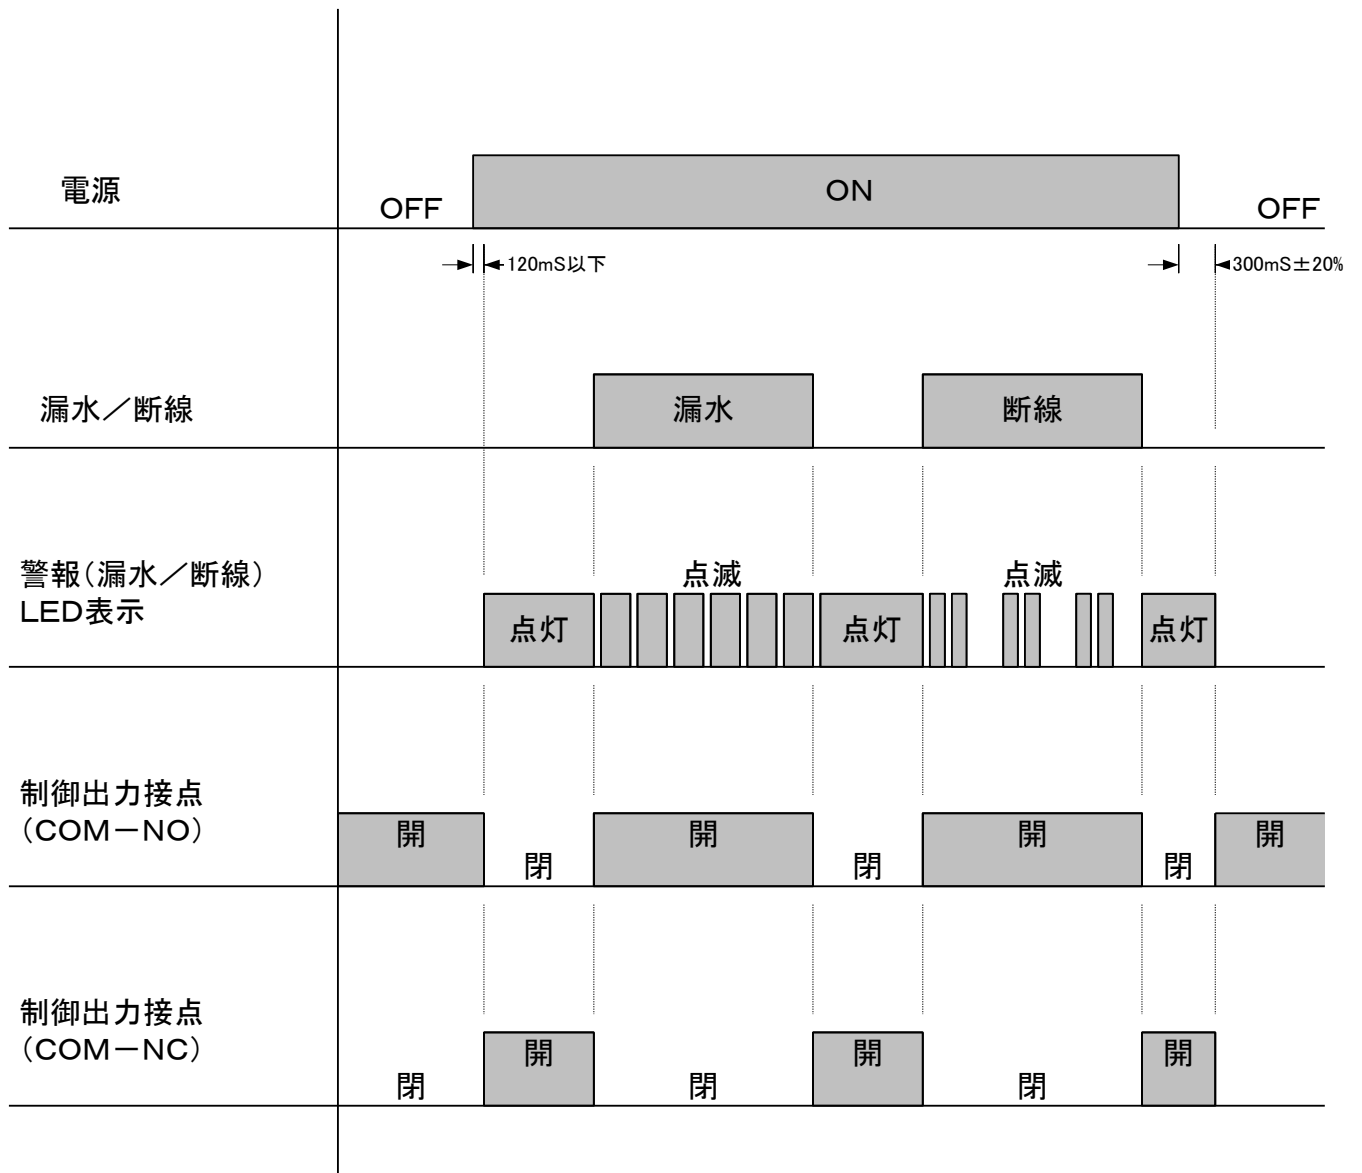 電源
OFF
ON
OFF
120mS以下
300mS±20%
漏水／断線
漏水
断線
警報(漏水／断線)
LED表示
点滅
点滅
点灯
点灯
点灯
制御出力接点
(COM－NO)
開
閉
開
閉
開
閉
開
制御出力接点
(COM－NC)
閉
開
閉
開
閉
開